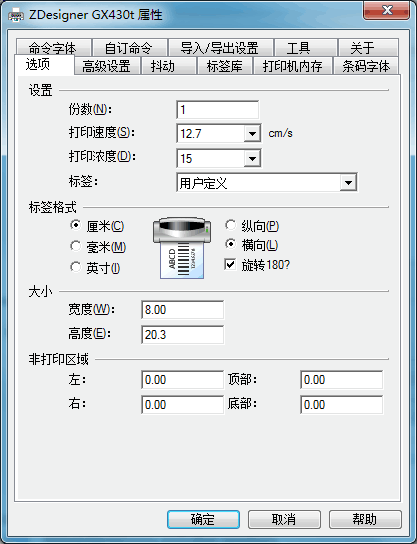 ZDesigner GX430t 属性
命令字体 自订命令 导入/导出设置 工具 关于
选项 高级设置 抖动 标签库 打印机内存 条码字体
设置
份数(N)： 1
打印速度(S)： 12.7 cm/s
打印浓度(D)： 15
标签： 用户定义
标签格式
厘米(C) 纵向(P)
毫米(M) 横向(L)
英寸(I) 旋转180?
ABCD
大小
宽度(W)： 8.00
高度(E)： 20.3
非打印区域
左： 0.00 顶部： 0.00
右： 0.00 底部： 0.00
确定 取消 帮助